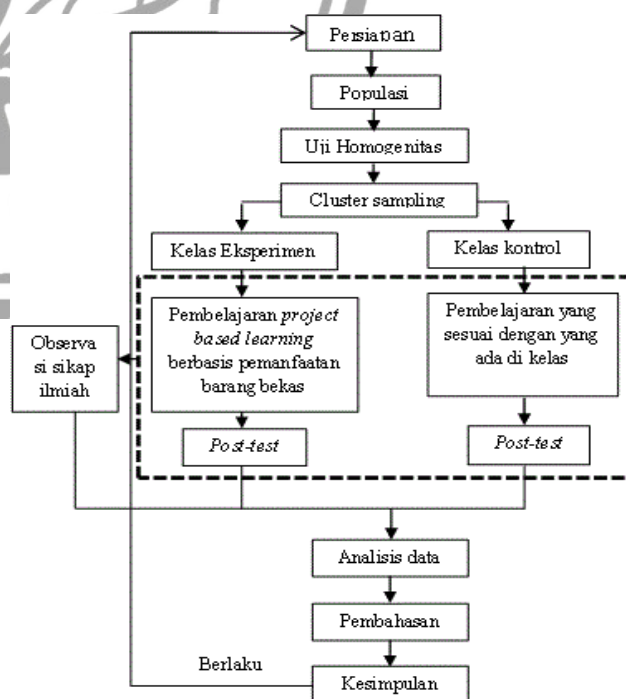 Persiapan
Populasi
Uji Homogenitas
Cluster sampling
Kelas Eksperimen
Kelas kontrol
Pembelajaran project
based learning
berbasis pemanfaatan
barang bekas
Pembelajaran yang
sesuai dengan yang
ada di kelas
Observa
si sikap
ilmiah
Post-test
Post-test
Analisis data
Pembahasan
Berlaku
Kesimpulan